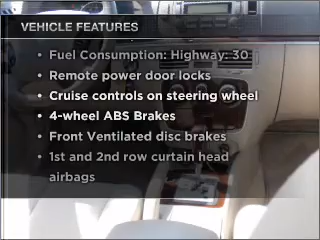 VEHICLE FEATURES
• Fuel Consumption: Highway: 30
• Remote power door locks
• Cruise controls on steering wheel
• 4-wheel ABS Brakes
• Front Ventilated disc brakes
• 1st and 2nd row curtain head
airbags